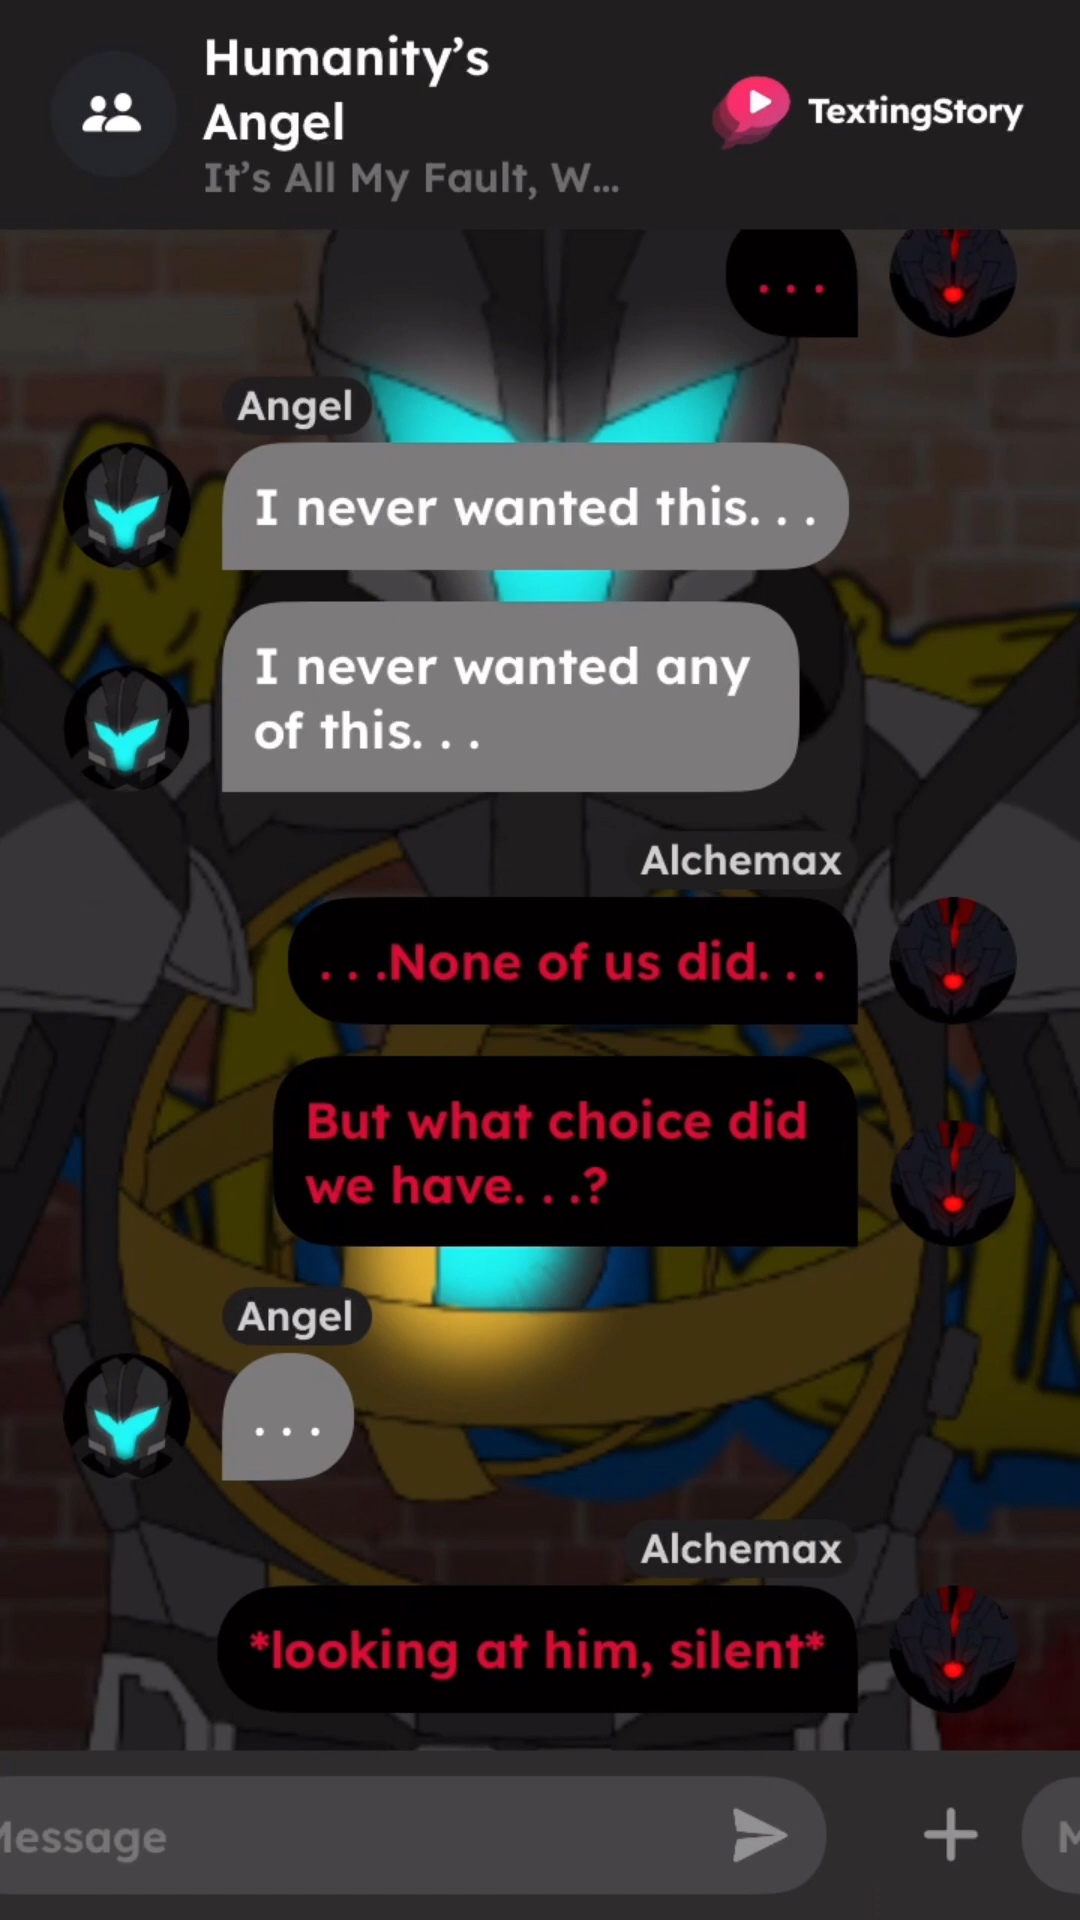 Humanity’s
Angel
It’s All My Fault, W...
TextingStory
. . .
Angel
I never wanted this. . .
I never wanted any
of this. . .
Alchemax
. . .None of us did. . .
But what choice did
we have. . .?
Angel
. . .
Alchemax
*looking at him, silent*
Message